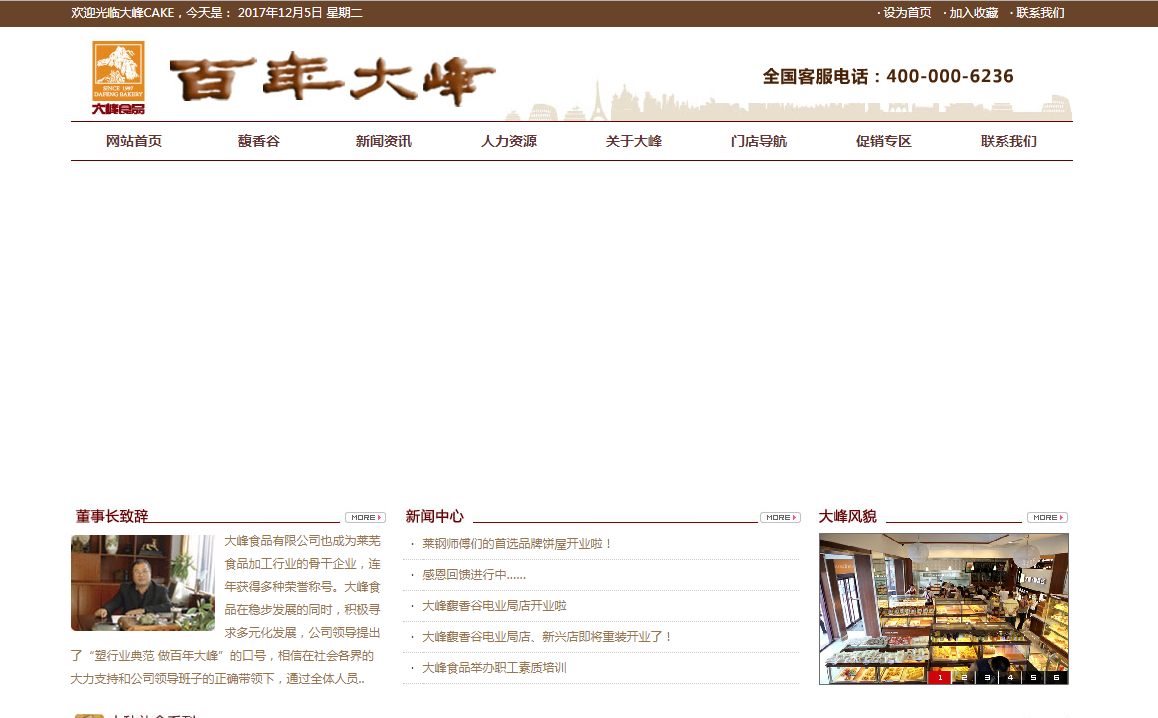 欢迎光临大峰CAKE，今天是： 2017年12月5日 星期二
· 设为首页 · 加入收藏 · 联系我们
SINCE 1997
DAFENG BAKERY
大峰食品
百年大峰
全国客服电话：400-000-6236
网站首页 馥香谷 新闻资讯 人力资源 关于大峰 门店导航 促销专区 联系我们
董事长致辞 MORE
大峰食品有限公司也成为莱芜
食品加工行业的骨干企业，连
年获得多种荣誉称号。大峰食
品在稳步发展的同时，积极寻
求多元化发展，公司领导提出
了“塑行业典范 做百年大峰”的口号，相信在社会各界的
大力支持和公司领导班子的正确带领下，通过全体人员..
新闻中心 MORE
· 莱钢师傅们的首选品牌饼屋开业啦！
· 感恩回馈进行中......
· 大峰馥香谷电业局店开业啦
· 大峰馥香谷电业局店、新兴店即将重装开业了！
· 大峰食品举办职工素质培训
大峰风貌 MORE
1 2 3 4 5 6